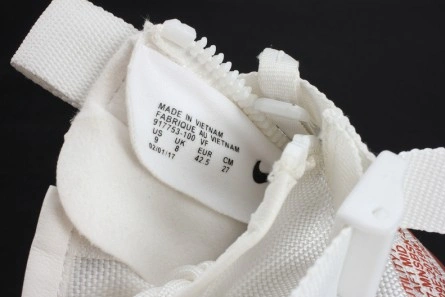 MADE IN VIETNAM
FABRIQUE AU VIETNAM
917753-100 VF
US UK EUR CM
9 8 42.5 27
02/01/17